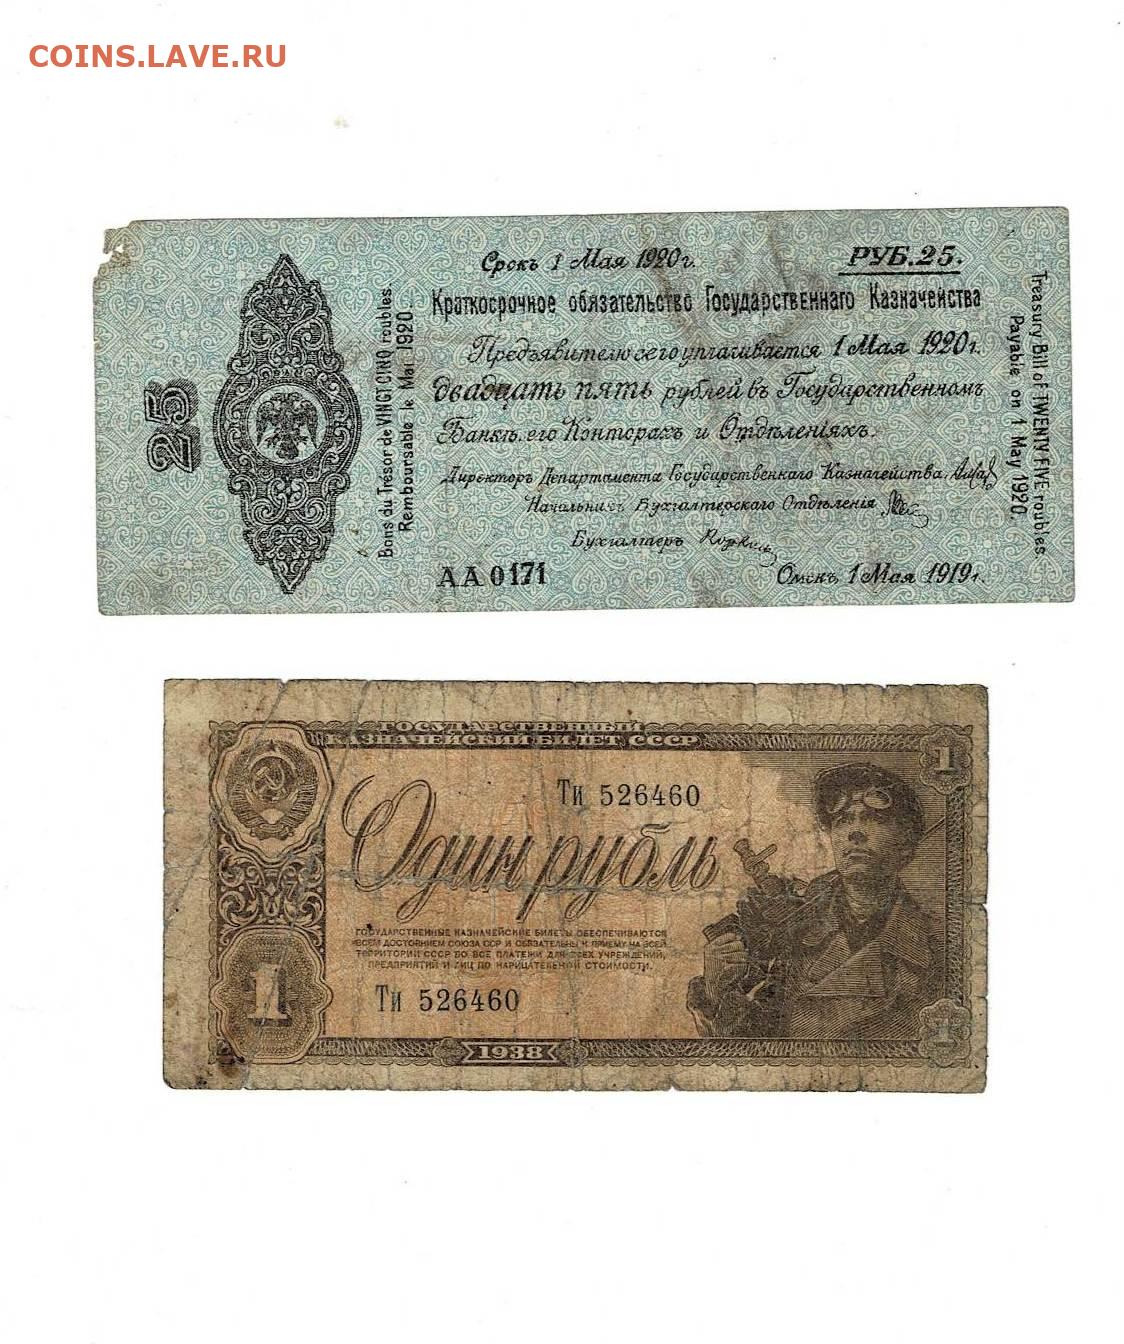 COINS.LAVE.RU
Срокъ 1 Мая 1920 г.
РУБ. 25.
Краткосрочное обязательство Государственнаго Казначейства
Предъявителю сего уплачивается 1 Мая 1920 г.
двадцать пять рублей въ Государственномъ
Банкѣ, его Конторахъ и Отдѣленіяхъ.
Директоръ Департамента Государственнаго Казначейства
Начальникъ Бухгалтерскаго Отдѣленія
Бухгалтеръ
АА 0171
Омскъ, 1 Мая 1919 г.
25
Bons du Trésor de VINGT CINQ roubles.
Remboursable le Mai 1920.
Treasury Bill of TWENTY FIVE roubles
Payable on 1 May 1920.
ГОСУДАРСТВЕННЫЙ
КАЗНАЧЕЙСКИЙ БИЛЕТ СССР
1
Ти 526460
Один рубль
ГОСУДАРСТВЕННЫЕ КАЗНАЧЕЙСКИЕ БИЛЕТЫ ОБЕСПЕЧИВАЮТСЯ
ВСЕМ ДОСТОЯНИЕМ СОЮЗА ССР И ОБЯЗАТЕЛЬНЫ К ПРИЕМУ НА ВСЕЙ
ТЕРРИТОРИИ СССР ВО ВСЕ ПЛАТЕЖИ ДЛЯ ВСЕХ УЧРЕЖДЕНИЙ,
ПРЕДПРИЯТИЙ И ЛИЦ ПО НАРИЦАТЕЛЬНОЙ СТОИМОСТИ.
Ти 526460
1
1
1938